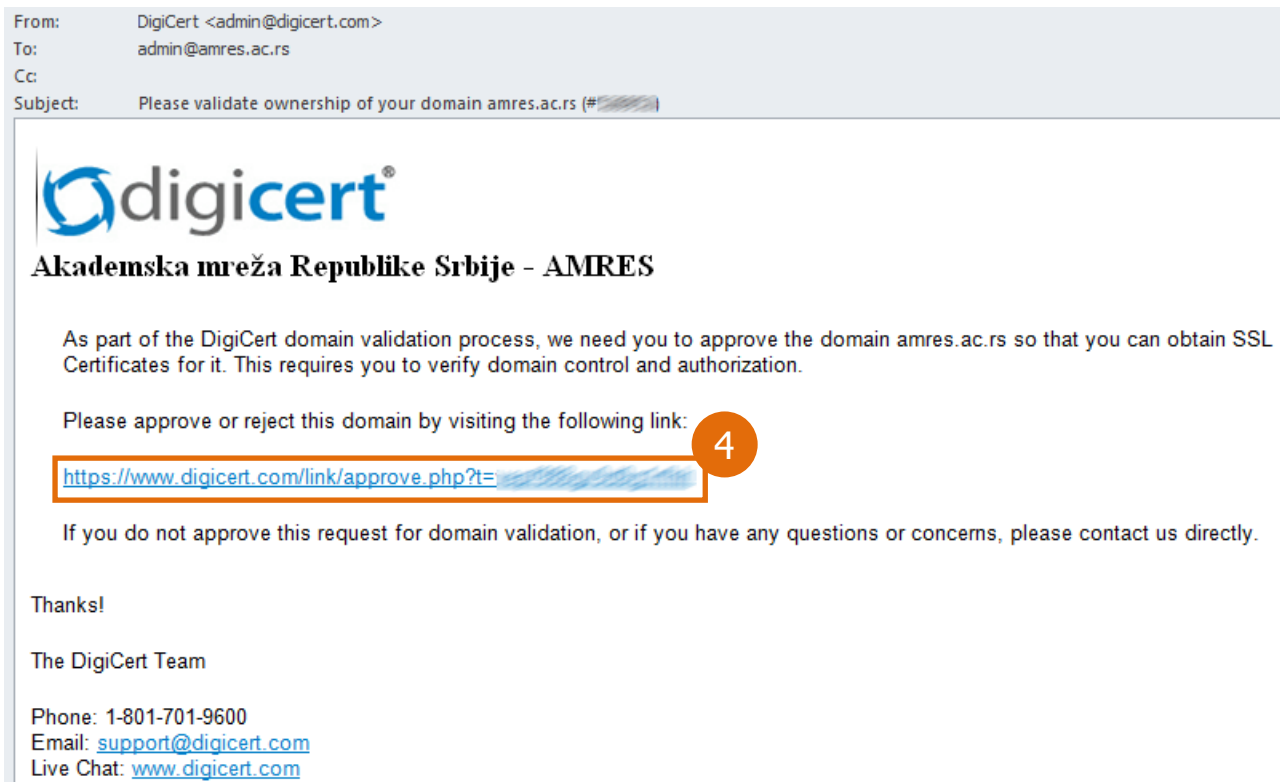 From: DigiCert <admin@digicert.com>
To: admin@amres.ac.rs
Cc:
Subject: Please validate ownership of your domain amres.ac.rs (#
digicert®
Akademska mreža Republike Srbije - AMRES
As part of the DigiCert domain validation process, we need you to approve the domain amres.ac.rs so that you can obtain SSL
Certificates for it. This requires you to verify domain control and authorization.
Please approve or reject this domain by visiting the following link:
4
https://www.digicert.com/link/approve.php?t=
If you do not approve this request for domain validation, or if you have any questions or concerns, please contact us directly.
Thanks!
The DigiCert Team
Phone: 1-801-701-9600
Email: support@digicert.com
Live Chat: www.digicert.com